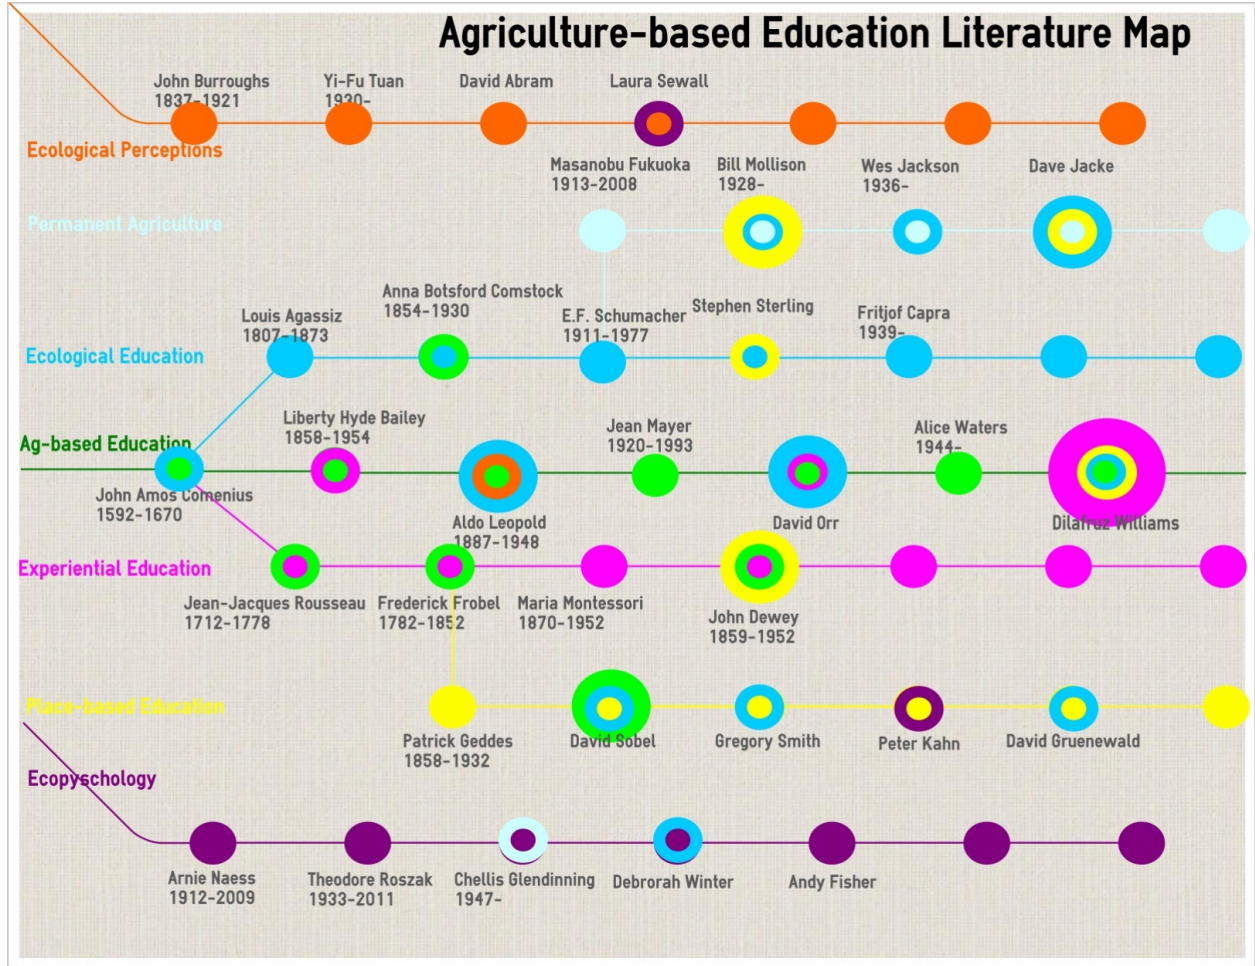 Agriculture-based Education Literature Map
John Burroughs
1837-1921
Yi-Fu Tuan
1930-
David Abram
Laura Sewall
Ecological Perceptions
Masanobu Fukuoka
1913-2008
Bill Mollison
1928-
Wes Jackson
1936-
Dave Jacke
Permanent Agriculture
Louis Agassiz
1807-1873
Anna Botsford Comstock
1854-1930
E.F. Schumacher
1911-1977
Stephen Sterling
Fritjof Capra
1939-
Ecological Education
Liberty Hyde Bailey
1858-1954
Jean Mayer
1920-1993
Alice Waters
1944-
Ag-based Education
John Amos Comenius
1592-1670
Aldo Leopold
1887-1948
David Orr
Dilafruz Williams
Experiential Education
Jean-Jacques Rousseau
1712-1778
Frederick Frobel
1782-1852
Maria Montessori
1870-1952
John Dewey
1859-1952
Place-based Education
Patrick Geddes
1858-1932
David Sobel
Gregory Smith
Peter Kahn
David Gruenewald
Ecopyschology
Arnie Naess
1912-2009
Theodore Roszak
1933-2011
Chellis Glendinning
1947-
Debrorah Winter
Andy Fisher